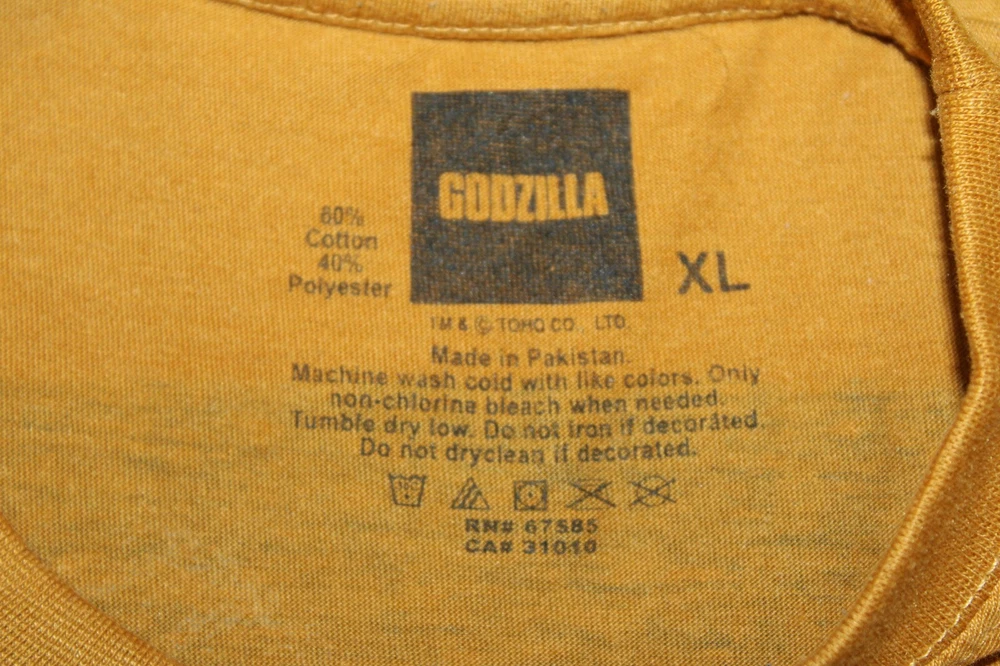 GODZILLA
60%
Cotton
40%
Polyester
XL
TM & © TOHO CO., LTD.
Made in Pakistan.
Machine wash cold with like colors. Only
non-chlorine bleach when needed.
Tumble dry low. Do not iron if decorated.
Do not dryclean if decorated.
RN# 67585
CA# 31010